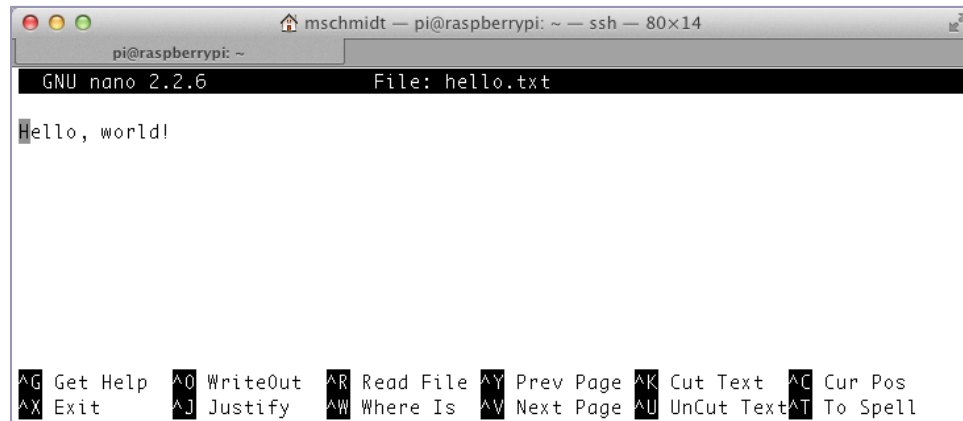 mschmidt — pi@raspberrypi: ~ — ssh — 80×14
pi@raspberrypi: ~
GNU nano 2.2.6 File: hello.txt
Hello, world!
^G Get Help ^O WriteOut ^R Read File ^Y Prev Page ^K Cut Text ^C Cur Pos
^X Exit ^J Justify ^W Where Is ^V Next Page ^U UnCut Text ^T To Spell